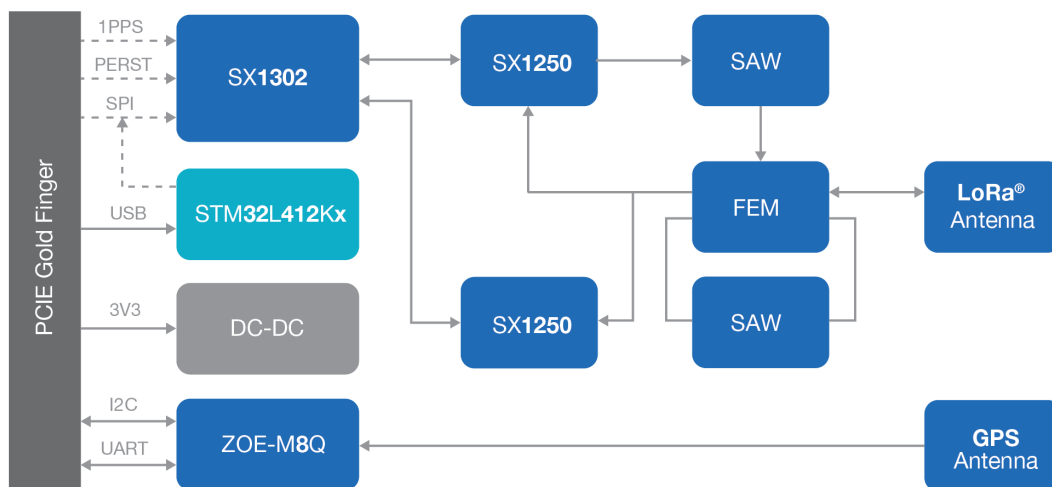 PCIE Gold Finger
1PPS
PERST
SPI
USB
3V3
I2C
UART
SX1302
STM32L412Kx
DC-DC
ZOE-M8Q
SX1250
SX1250
SAW
FEM
SAW
LoRa®
Antenna
GPS
Antenna